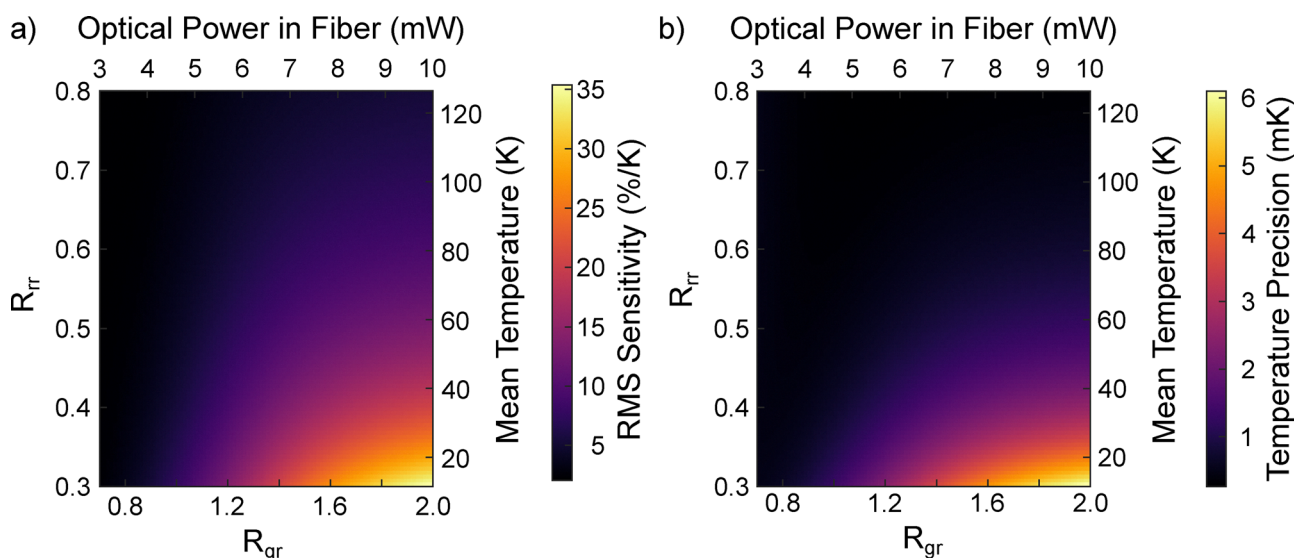 a) Optical Power in Fiber (mW)
3 4 5 6 7 8 9 10
0.8
0.7
0.6
0.5
0.4
0.3
R_rr
0.8 1.2 1.6 2.0
R_gr
120
100
80
60
40
20
Mean Temperature (K)
35
30
25
20
15
10
5
RMS Sensitivity (%/K)
b) Optical Power in Fiber (mW)
3 4 5 6 7 8 9 10
0.8
0.7
0.6
0.5
0.4
0.3
R_rr
0.8 1.2 1.6 2.0
R_gr
120
100
80
60
40
20
Mean Temperature (K)
6
5
4
3
2
1
Temperature Precision (mK)